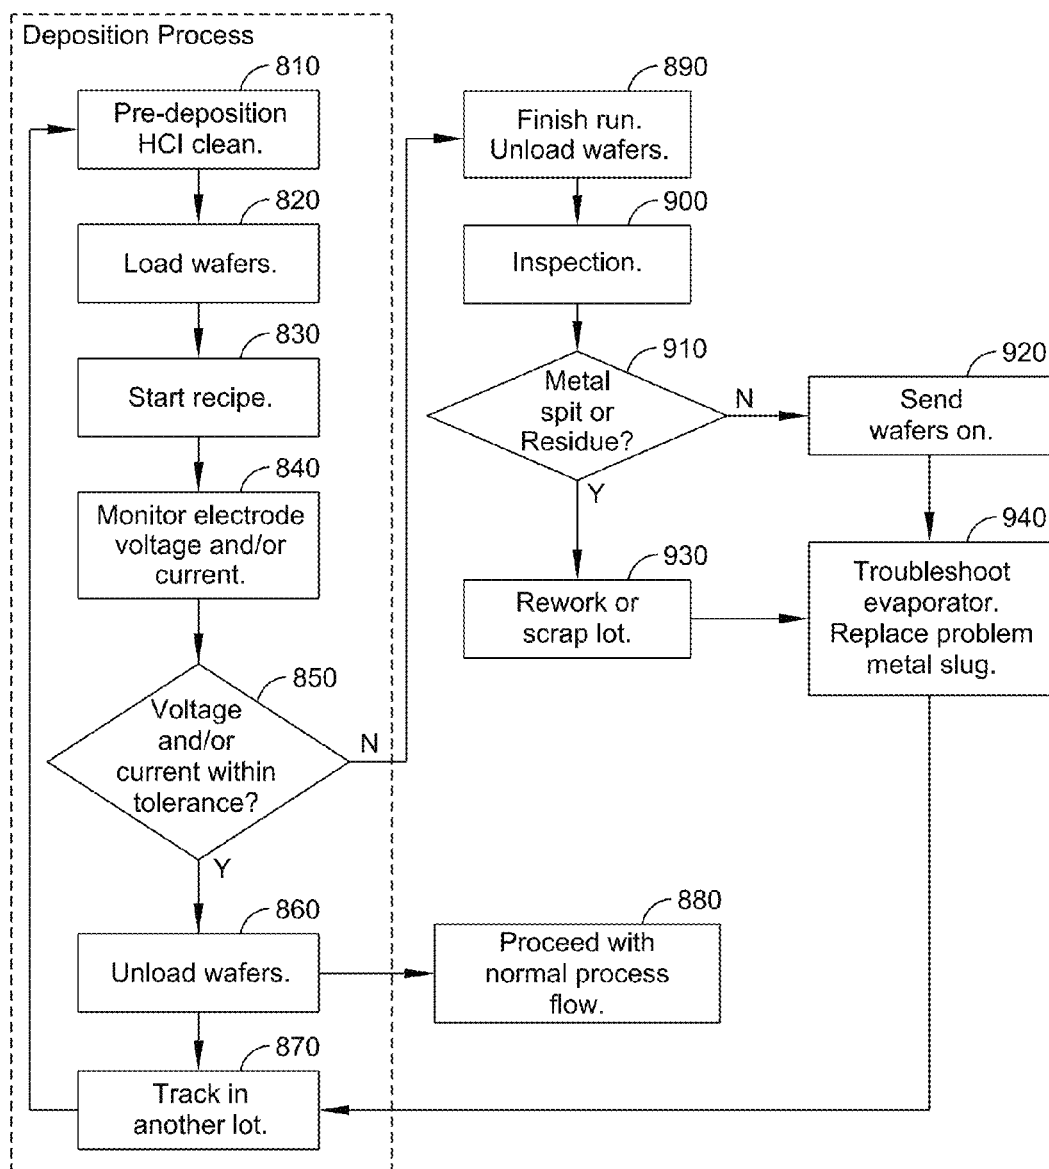 Deposition Process
810
Pre-deposition
HCl clean.
820
Load wafers.
830
Start recipe.
840
Monitor electrode
voltage and/or
current.
850
Voltage
and/or
current within
tolerance?
N
Y
860
Unload wafers.
870
Track in
another lot.
880
Proceed with
normal process
flow.
890
Finish run.
Unload wafers.
900
Inspection.
910
Metal
spit or
Residue?
N
Y
920
Send
wafers on.
930
Rework or
scrap lot.
940
Troubleshoot
evaporator.
Replace problem
metal slug.